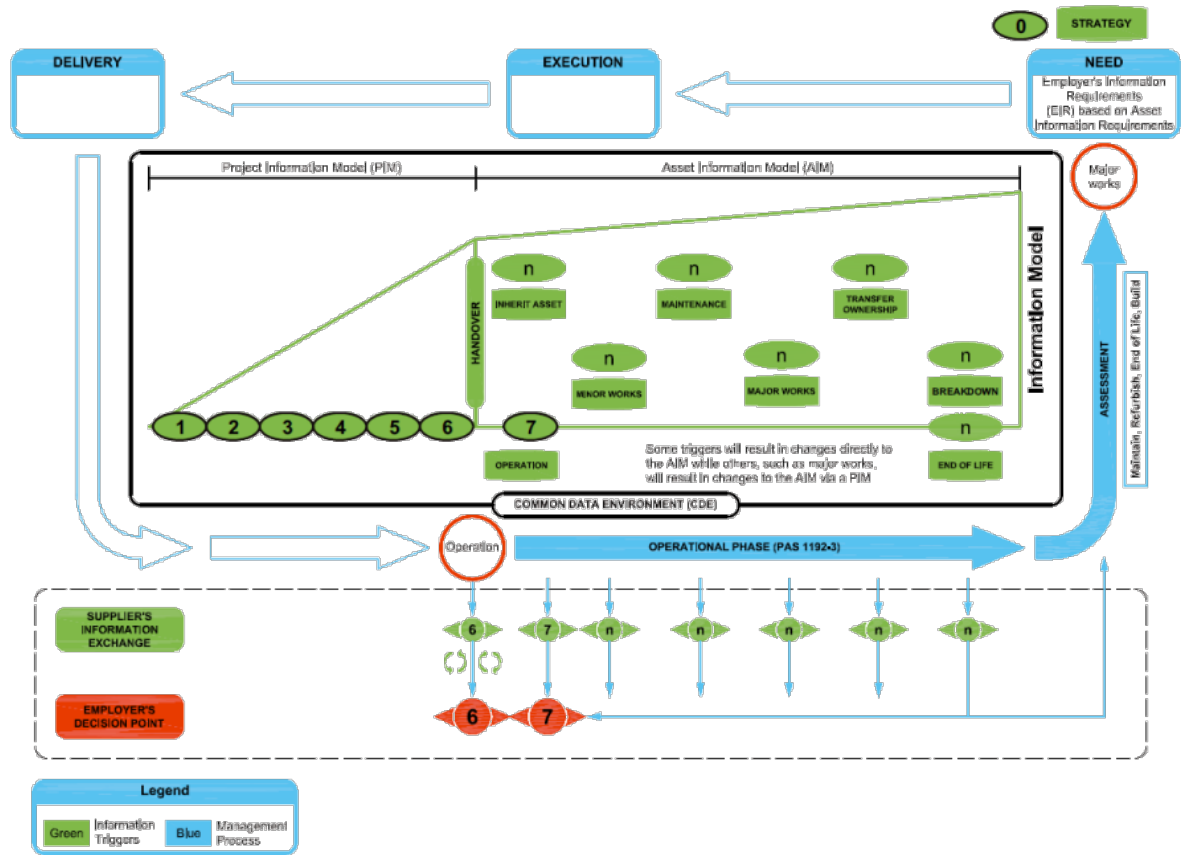 0
STRATEGY
DELIVERY
EXECUTION
NEED
Employer's Information
Requirements
(EIR) based on Asset
Information Requirements
Major
works
Project Information Model (PIM)
Asset Information Model (AIM)
Information Model
HANDOVER
n
INHERIT ASSET
n
MAINTENANCE
n
TRANSFER
OWNERSHIP
n
MINOR WORKS
n
MAJOR WORKS
n
BREAKDOWN
1
2
3
4
5
6
7
OPERATION
n
END OF LIFE
Some triggers will result in changes directly to
the AIM while others, such as major works,
will result in changes to the AIM via a PIM
COMMON DATA ENVIRONMENT (CDE)
ASSESSMENT
Maintain, Refurbish, End of Life, Build
Operation
OPERATIONAL PHASE (PAS 1192-3)
SUPPLIER'S
INFORMATION
EXCHANGE
6
7
n
n
n
n
n
EMPLOYER'S
DECISION POINT
6
7
Legend
Green
Information
Triggers
Blue
Management
Process